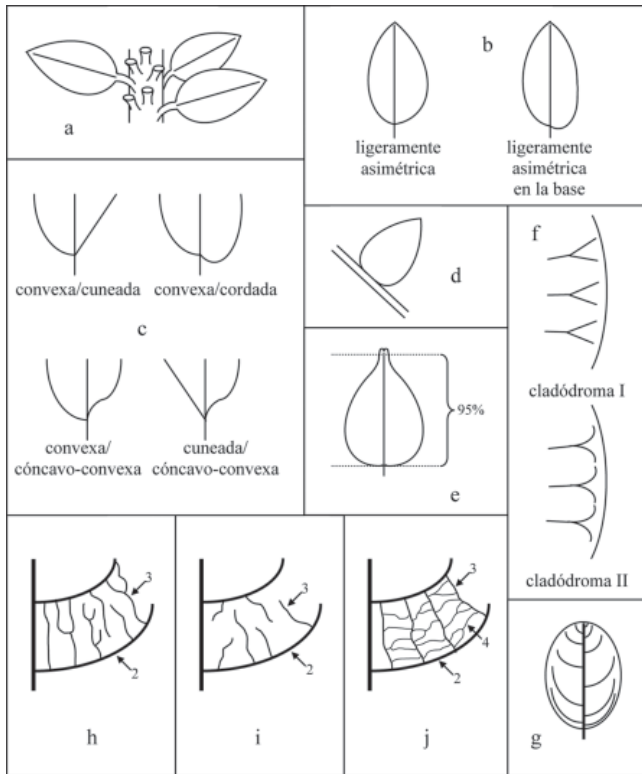 a
b
ligeramente
asimétrica
ligeramente
asimétrica
en la base
convexa/cuneada
convexa/cordada
c
convexa/
cóncavo-convexa
cuneada/
cóncavo-convexa
d
95%
e
f
cladódroma I
cladódroma II
3
2
h
3
2
i
3
4
2
j
g